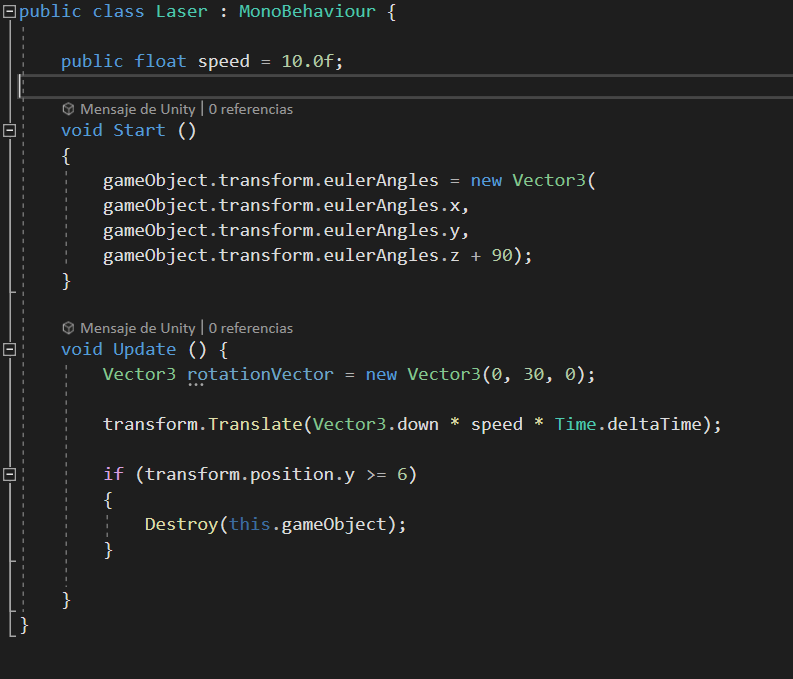 public class Laser : MonoBehaviour {
public float speed = 10.0f;
Mensaje de Unity | 0 referencias
void Start ()
{
gameObject.transform.eulerAngles = new Vector3(
gameObject.transform.eulerAngles.x,
gameObject.transform.eulerAngles.y,
gameObject.transform.eulerAngles.z + 90);
}
Mensaje de Unity | 0 referencias
void Update () {
Vector3 rotationVector = new Vector3(0, 30, 0);
transform.Translate(Vector3.down * speed * Time.deltaTime);
if (transform.position.y >= 6)
{
Destroy(this.gameObject);
}
}
}